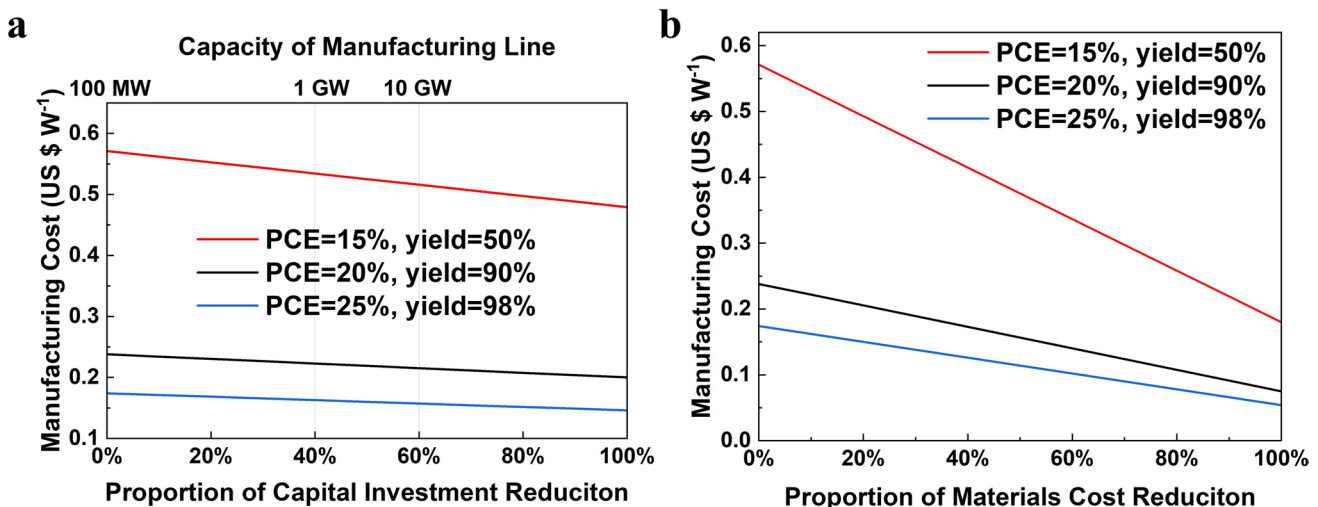 a
Capacity of Manufacturing Line
100 MW 1 GW 10 GW
Manufacturing Cost (US $ W⁻¹)
0.6
0.5
0.4
0.3
0.2
0.1
PCE=15%, yield=50%
PCE=20%, yield=90%
PCE=25%, yield=98%
0% 20% 40% 60% 80% 100%
Proportion of Capital Investment Reduciton
b
Manufacturing Cost (US $ W⁻¹)
0.6
0.5
0.4
0.3
0.2
0.1
0.0
PCE=15%, yield=50%
PCE=20%, yield=90%
PCE=25%, yield=98%
0% 20% 40% 60% 80% 100%
Proportion of Materials Cost Reduciton